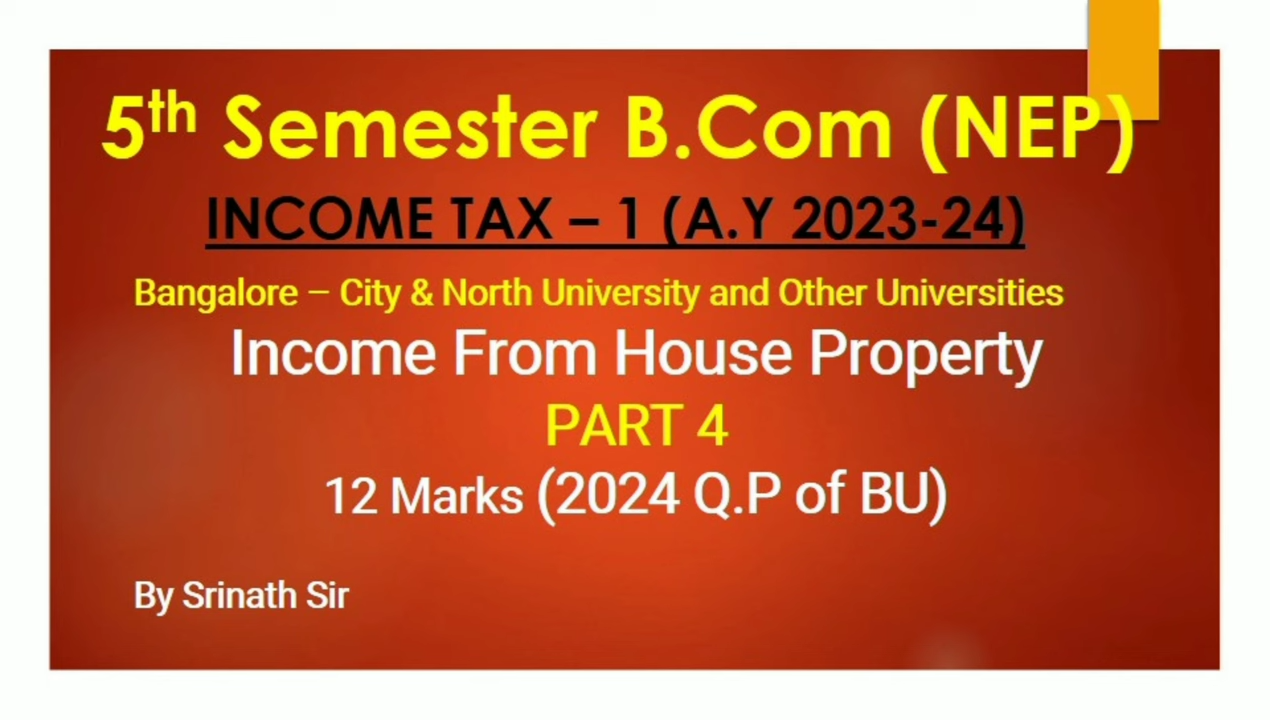 5th Semester B.Com (NEP)
INCOME TAX – 1 (A.Y 2023-24)
Bangalore – City & North University and Other Universities
Income From House Property
PART 4
12 Marks (2024 Q.P of BU)
By Srinath Sir